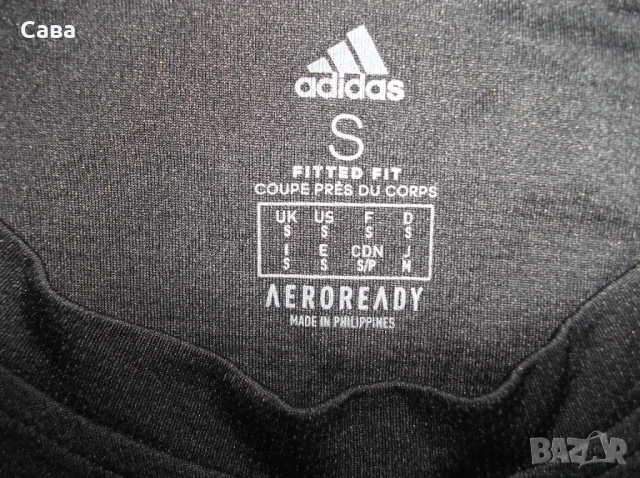 Сава
adidas
S
FITTED FIT
COUPE PRÈS DU CORPS
UK US F D
S S S S
I E CDN J
S S S/P M
AEROREADY
MADE IN PHILIPPINES
BAZAR